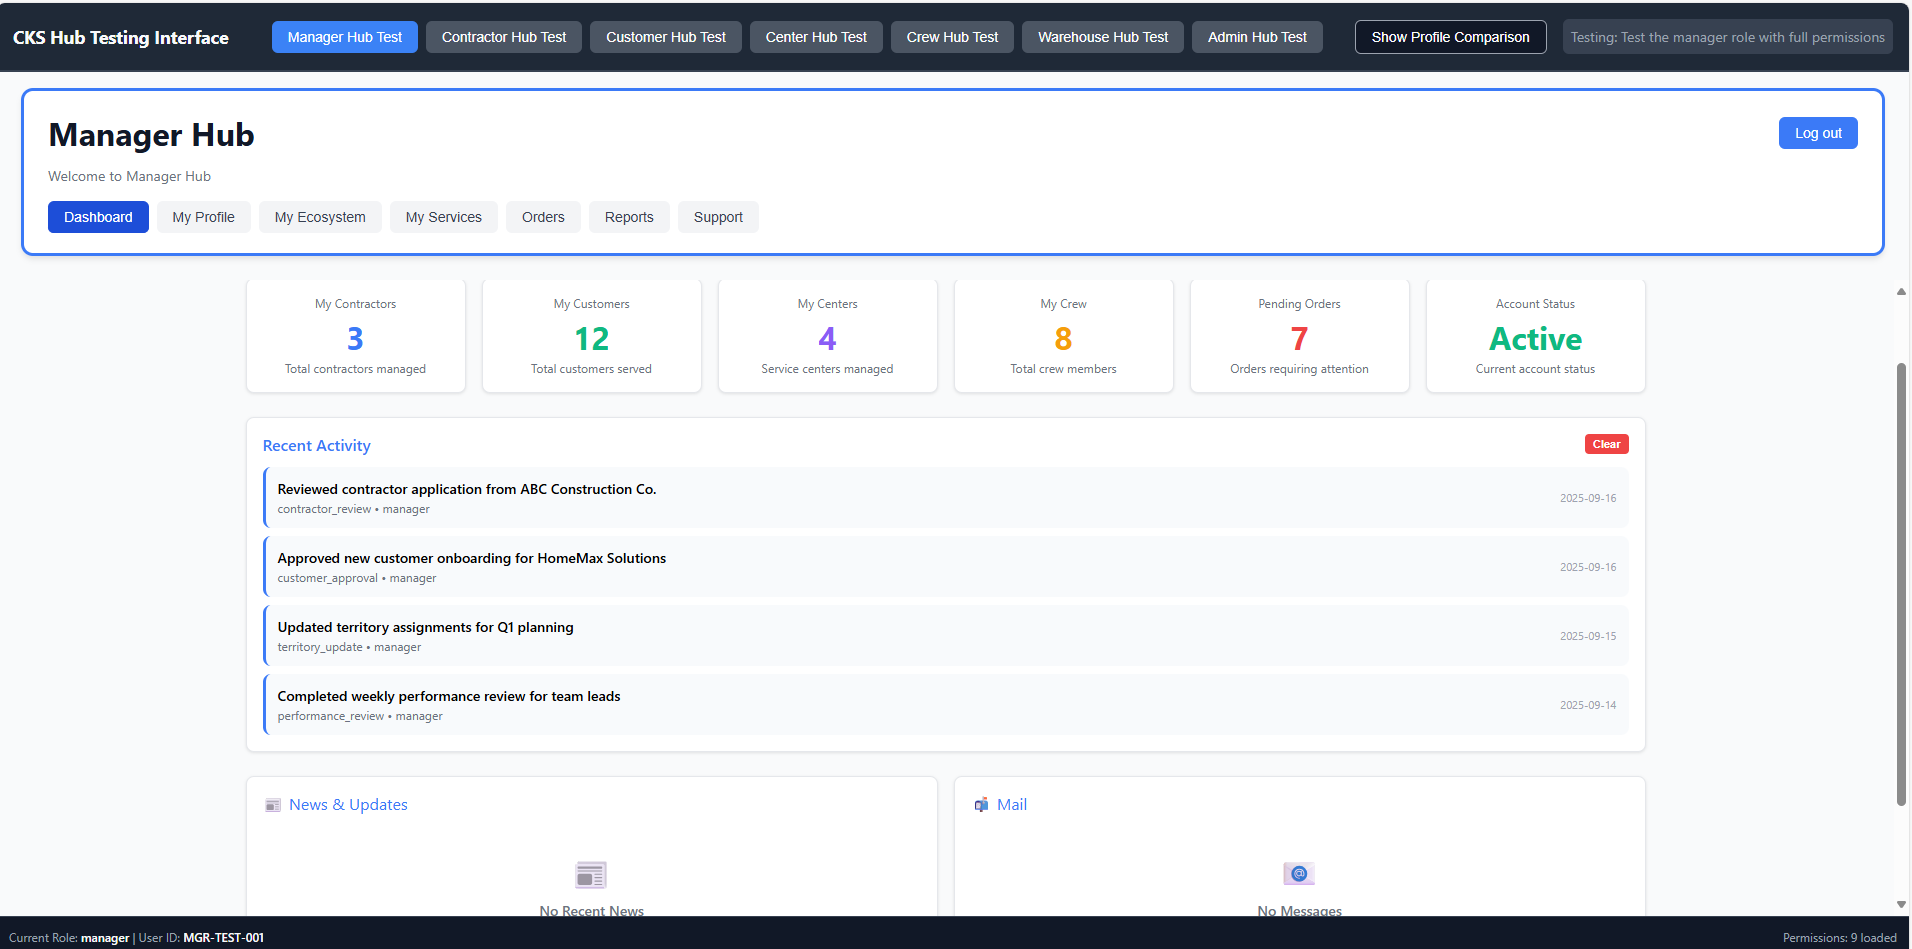 CKS Hub Testing Interface
Manager Hub Test
Contractor Hub Test
Customer Hub Test
Center Hub Test
Crew Hub Test
Warehouse Hub Test
Admin Hub Test
Show Profile Comparison
Testing: Test the manager role with full permissions
Manager Hub
Log out
Welcome to Manager Hub
Dashboard
My Profile
My Ecosystem
My Services
Orders
Reports
Support
My Contractors
3
Total contractors managed
My Customers
12
Total customers served
My Centers
4
Service centers managed
My Crew
8
Total crew members
Pending Orders
7
Orders requiring attention
Account Status
Active
Current account status
Recent Activity
Clear
Reviewed contractor application from ABC Construction Co.
contractor_review • manager
2025-09-16
Approved new customer onboarding for HomeMax Solutions
customer_approval • manager
2025-09-16
Updated territory assignments for Q1 planning
territory_update • manager
2025-09-15
Completed weekly performance review for team leads
performance_review • manager
2025-09-14
News & Updates
No Recent News
Mail
No Messages
Current Role: manager | User ID: MGR-TEST-001
Permissions: 9 loaded